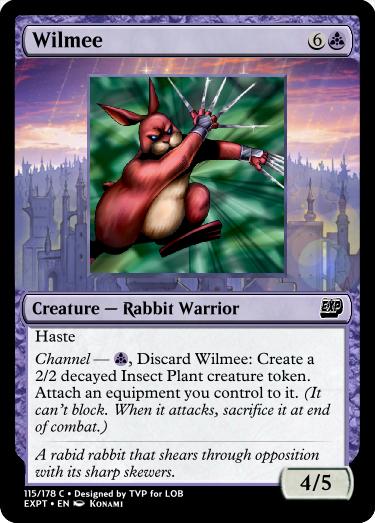 Wilmee
6
Creature — Rabbit Warrior
EXP
Haste
Channel — , Discard Wilmee: Create a
2/2 decayed Insect Plant creature token.
Attach an equipment you control to it. (It
can't block. When it attacks, sacrifice it at end
of combat.)
A rabid rabbit that shears through opposition
with its sharp skewers.
4/5
115/178 C • Designed by TVP for LOB
EXPT • EN KONAMI